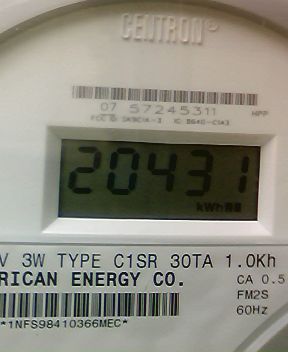 CENTRON®
07 57245311 HPP
20431
kWh
V 3W TYPE C1SR 30TA 1.0Kh
RICAN ENERGY CO. CA 0.5
FM2S
*1NFS98410366MEC* 60Hz